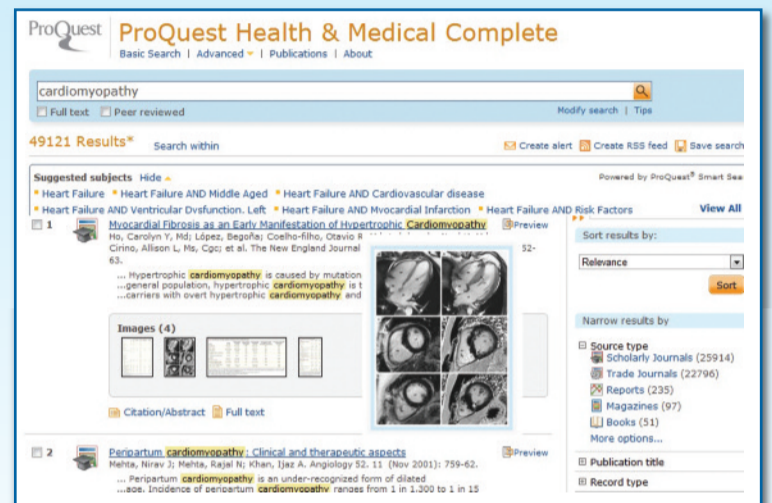 ProQuest
ProQuest Health & Medical Complete
Basic Search | Advanced | Publications | About
cardiomyopathy
Full text Peer reviewed
Modify search | Tips
49121 Results*
Search within
Create alert Create RSS feed Save search
Suggested subjects Hide
Powered by ProQuest® Smart Sea
Heart Failure Heart Failure AND Middle Aged Heart Failure AND Cardiovascular disease
Heart Failure AND Ventricular Dysfunction, Left Heart Failure AND Myocardial Infarction Heart Failure AND Risk Factors
View All
1
Myocardial Fibrosis as an Early Manifestation of Hypertrophic Cardiomyopathy
Preview
Ho, Carolyn Y, Md; López, Begoña; Coelho-filho, Otavio R
Cirino, Allison L, Ms, Cgc; et al. The New England Journal
52-
63.
... Hypertrophic cardiomyopathy is caused by mutation
...general population, hypertrophic cardiomyopathy is t
...carriers with overt hypertrophic cardiomyopathy and
Images (4)
Citation/Abstract Full text
2
Peripartum cardiomyopathy: Clinical and therapeutic aspects
Preview
Mehta, Nirav J; Mehta, Rajal N; Khan, Ijaz A. Angiology 52. 11 (Nov 2001): 759-62.
... Peripartum cardiomyopathy is an under-recognized form of dilated
...age. Incidence of peripartum cardiomyopathy ranges from 1 in 1,300 to 1 in 15
Sort results by:
Relevance
Sort
Narrow results by
Source type
Scholarly Journals (25914)
Trade Journals (22796)
Reports (235)
Magazines (97)
Books (51)
More options...
Publication title
Record type